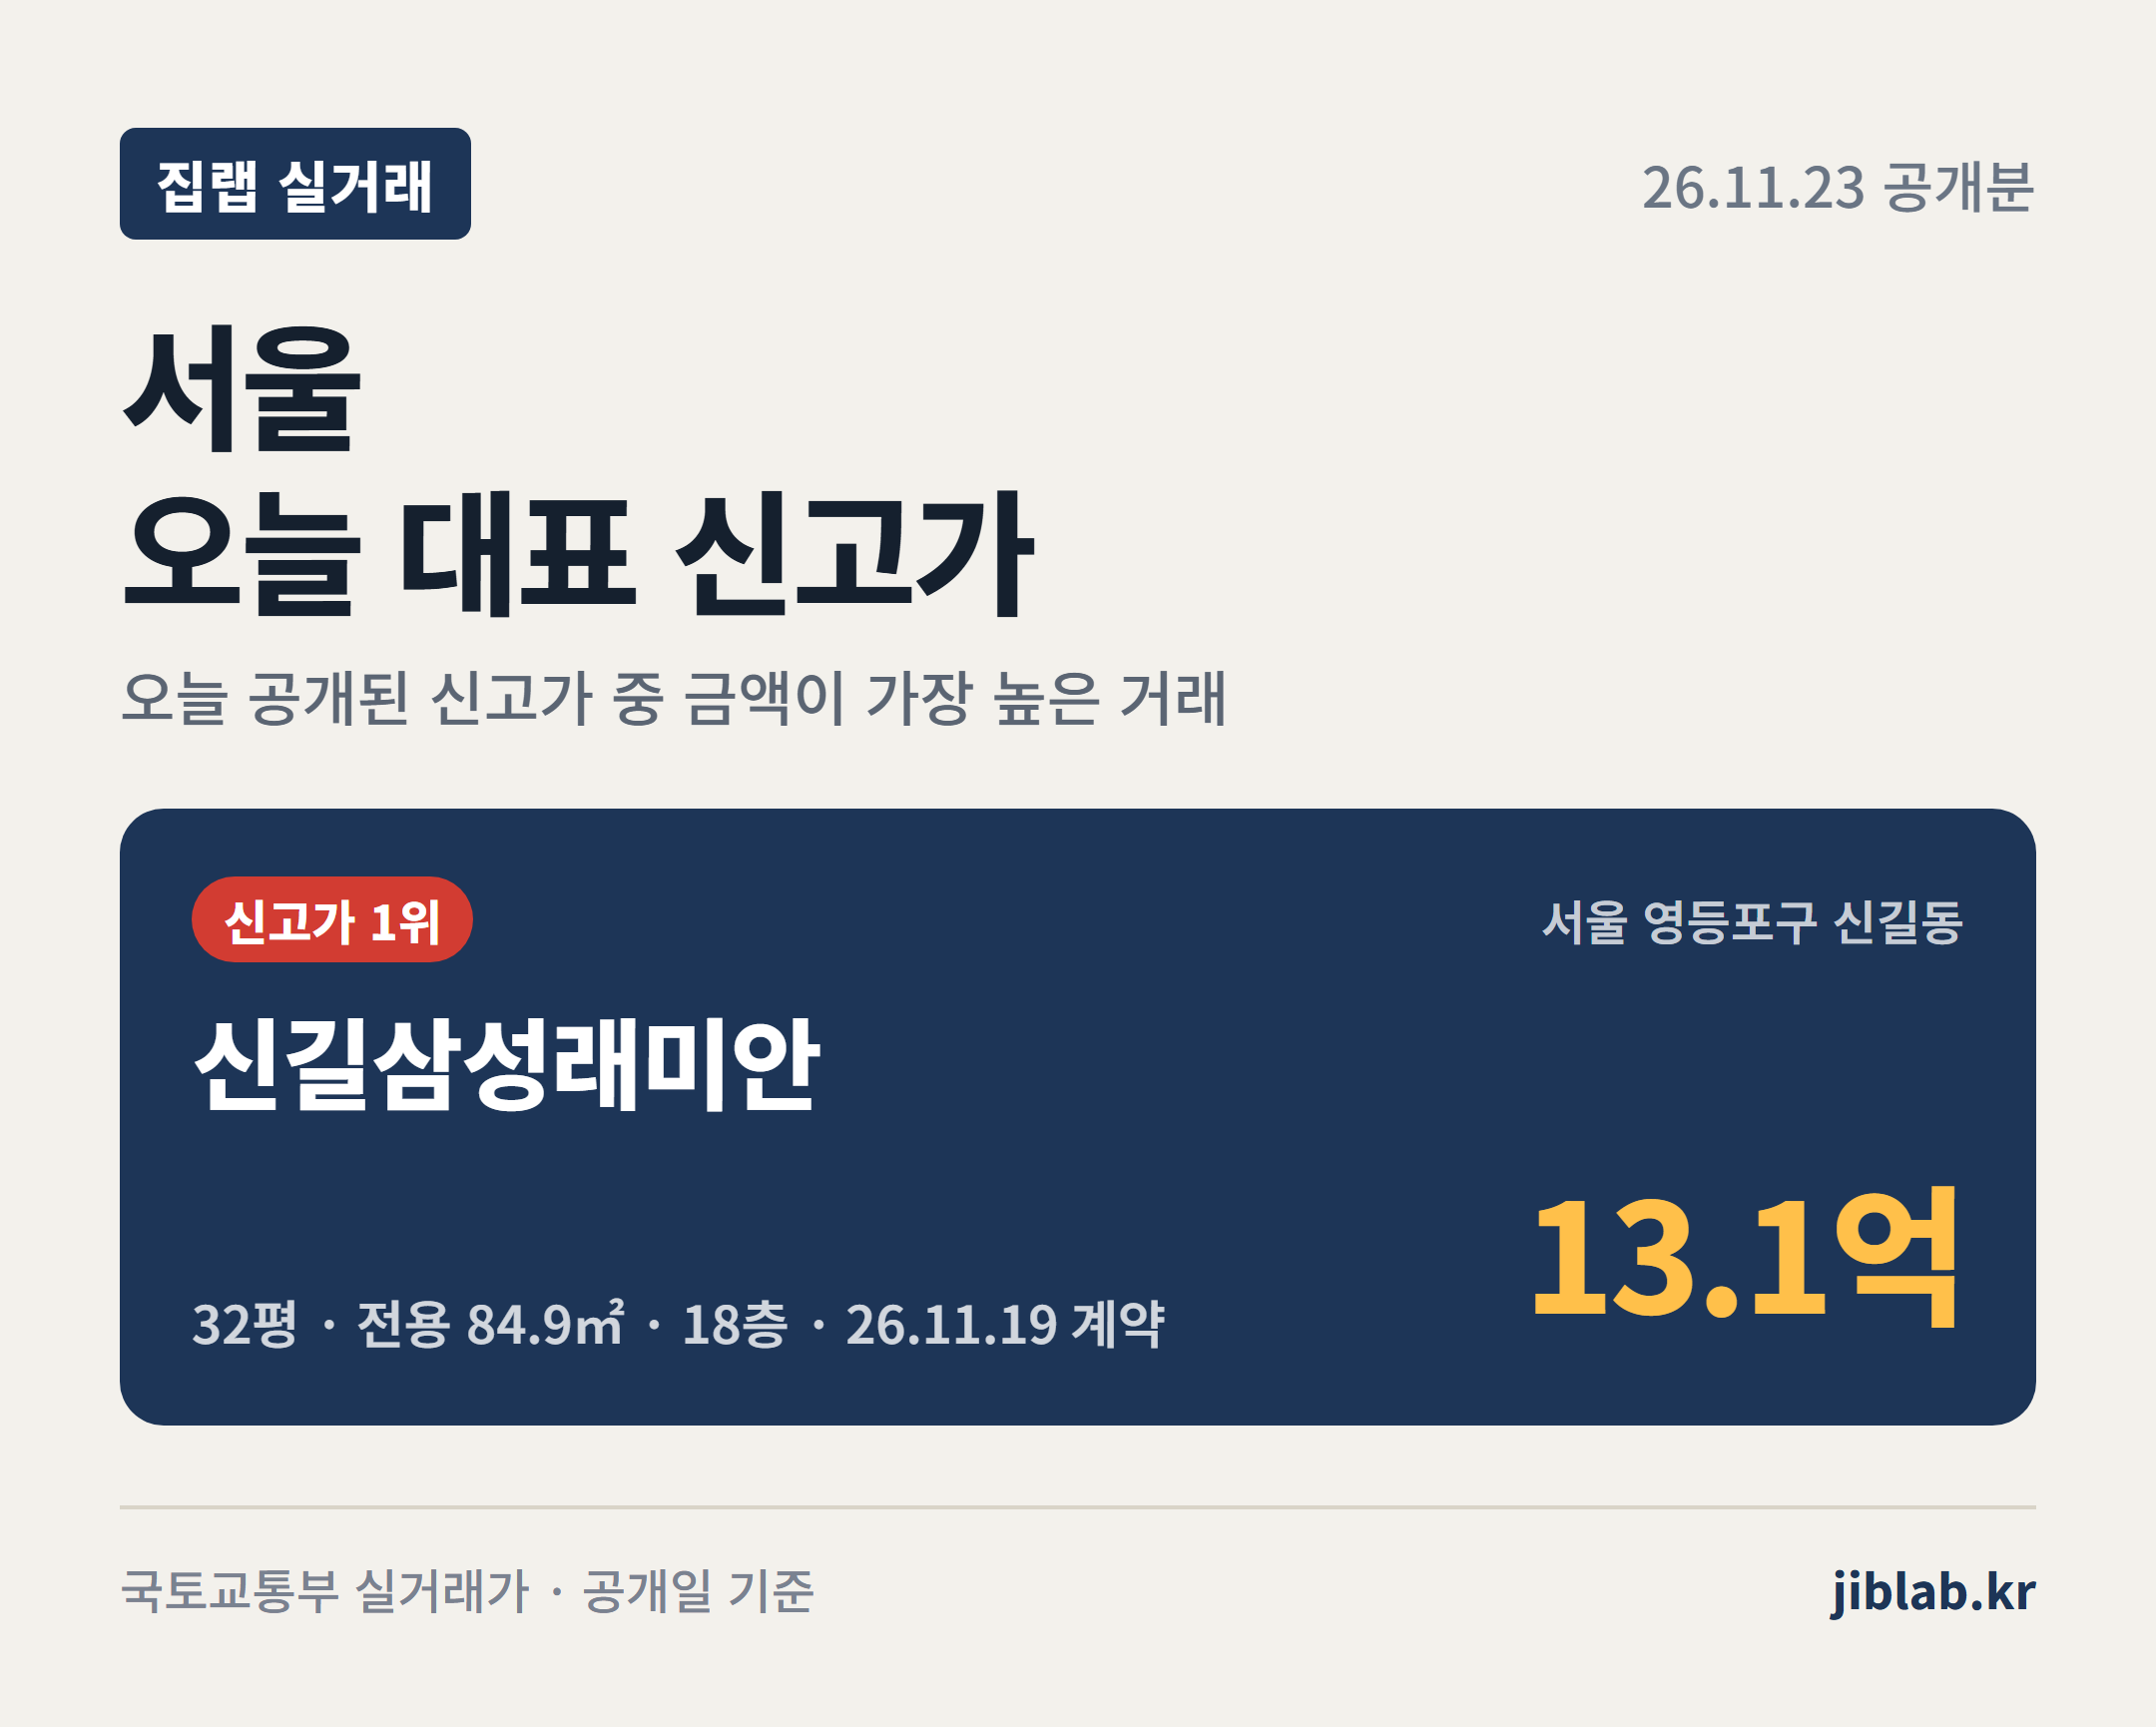 집랩 실거래
26.11.23 공개분
서울
오늘 대표 신고가
오늘 공개된 신고가 중 금액이 가장 높은 거래
신고가 1위
서울 영등포구 신길동
신길삼성래미안
13.1억
32평 · 전용 84.9㎡ · 18층 · 26.11.19 계약
국토교통부 실거래가 · 공개일 기준
jiblab.kr